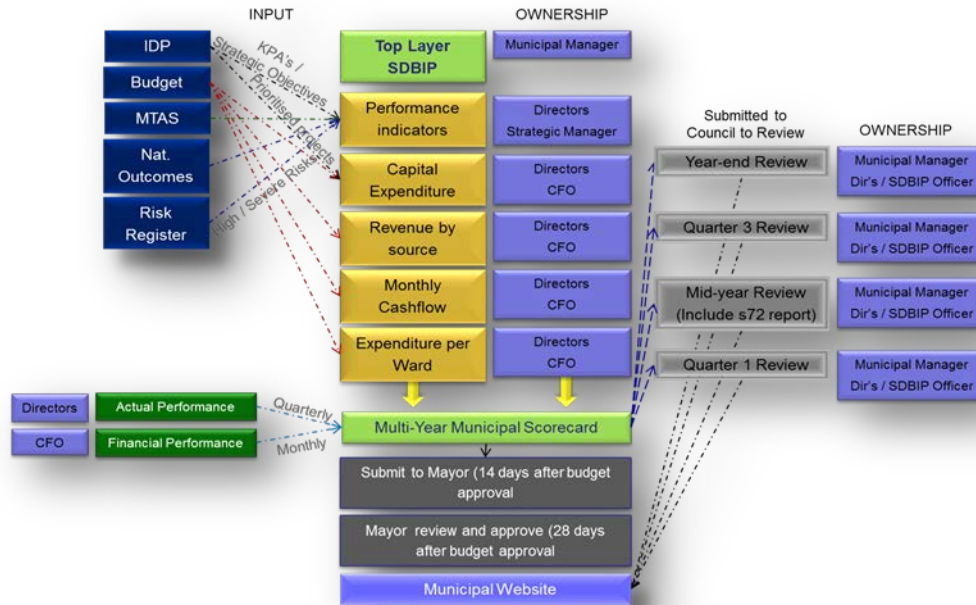 INPUT
OWNERSHIP
IDP
Budget
MTAS
Nat.
Outcomes
Risk
Register
KPA's /
Strategic Objectives
Prioritised projects
High / Severe Risks
Top Layer
SDBIP
Municipal Manager
Performance
indicators
Directors
Strategic Manager
Capital
Expenditure
Directors
CFO
Revenue by
source
Directors
CFO
Monthly
Cashflow
Directors
CFO
Expenditure per
Ward
Directors
CFO
Submitted to
Council to Review
OWNERSHIP
Year-end Review
Municipal Manager
Dir's / SDBIP Officer
Quarter 3 Review
Municipal Manager
Dir's / SDBIP Officer
Mid-year Review
(Include s72 report)
Municipal Manager
Dir's / SDBIP Officer
Quarter 1 Review
Municipal Manager
Dir's / SDBIP Officer
Directors
Actual Performance
Quarterly
CFO
Financial Performance
Monthly
Multi-Year Municipal Scorecard
Submit to Mayor (14 days after budget
approval
Mayor review and approve (28 days
after budget approval
Municipal Website